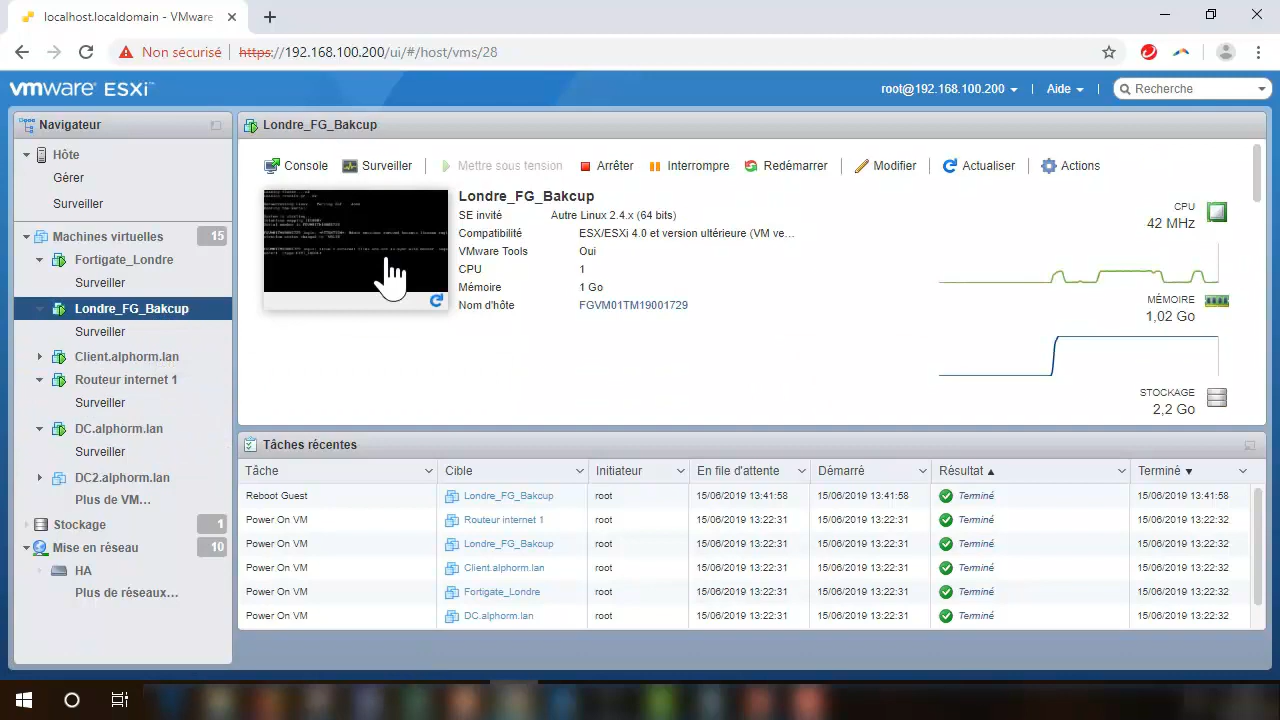 localhost.localdomain - VMware
Non sécurisé https://192.168.100.200/ui/#/host/vms/28
vmware ESXi
root@192.168.100.200 | Aide | Recherche
Navigateur
Hôte
Gérer
Surveiller
Machines virtuelles 15
Fortigate_Londre
Surveiller
Londre_FG_Bakcup
Surveiller
Client.alphorm.lan
Routeur internet 1
Surveiller
DC.alphorm.lan
Surveiller
DC2.alphorm.lan
Plus de VM...
Stockage 1
Mise en réseau 10
HA
Plus de réseaux...
Londre_FG_Bakcup
Console Surveiller Mettre sous tension Arrêter Interrompre Redémarrer Modifier Actualiser Actions
Londre_FG_Bakcup
SE invité Autre Linux 2.4.x (64 bits)
Compatibilité ESX/ESXi 4.0 et version
VMware Tools Oui
CPU 1
Mémoire 1 Go
Nom d'hôte FGVM01TM19001729
CPU
42 MHz
MÉMOIRE
1,02 Go
STOCKAGE
2,2 Go
Tâches récentes
Tâche Cible Initiateur En file d'attente Démarré Résultat ▲ Terminé ▼
Reboot Guest Londre_FG_Bakcup root 15/06/2019 13:41:58 15/06/2019 13:41:58 Terminé 15/06/2019 13:41:58
Power On VM Routeur internet 1 root 15/06/2019 13:22:31 15/06/2019 13:22:31 Terminé 15/06/2019 13:22:32
Power On VM Londre_FG_Bakcup root 15/06/2019 13:22:31 15/06/2019 13:22:31 Terminé 15/06/2019 13:22:32
Power On VM Client.alphorm.lan root 15/06/2019 13:22:31 15/06/2019 13:22:31 Terminé 15/06/2019 13:22:32
Power On VM Fortigate_Londre root 15/06/2019 13:22:31 15/06/2019 13:22:31 Terminé 15/06/2019 13:22:32
Power On VM DC.alphorm.lan root 15/06/2019 13:22:31 15/06/2019 13:22:31 Terminé 15/06/2019 13:22:32